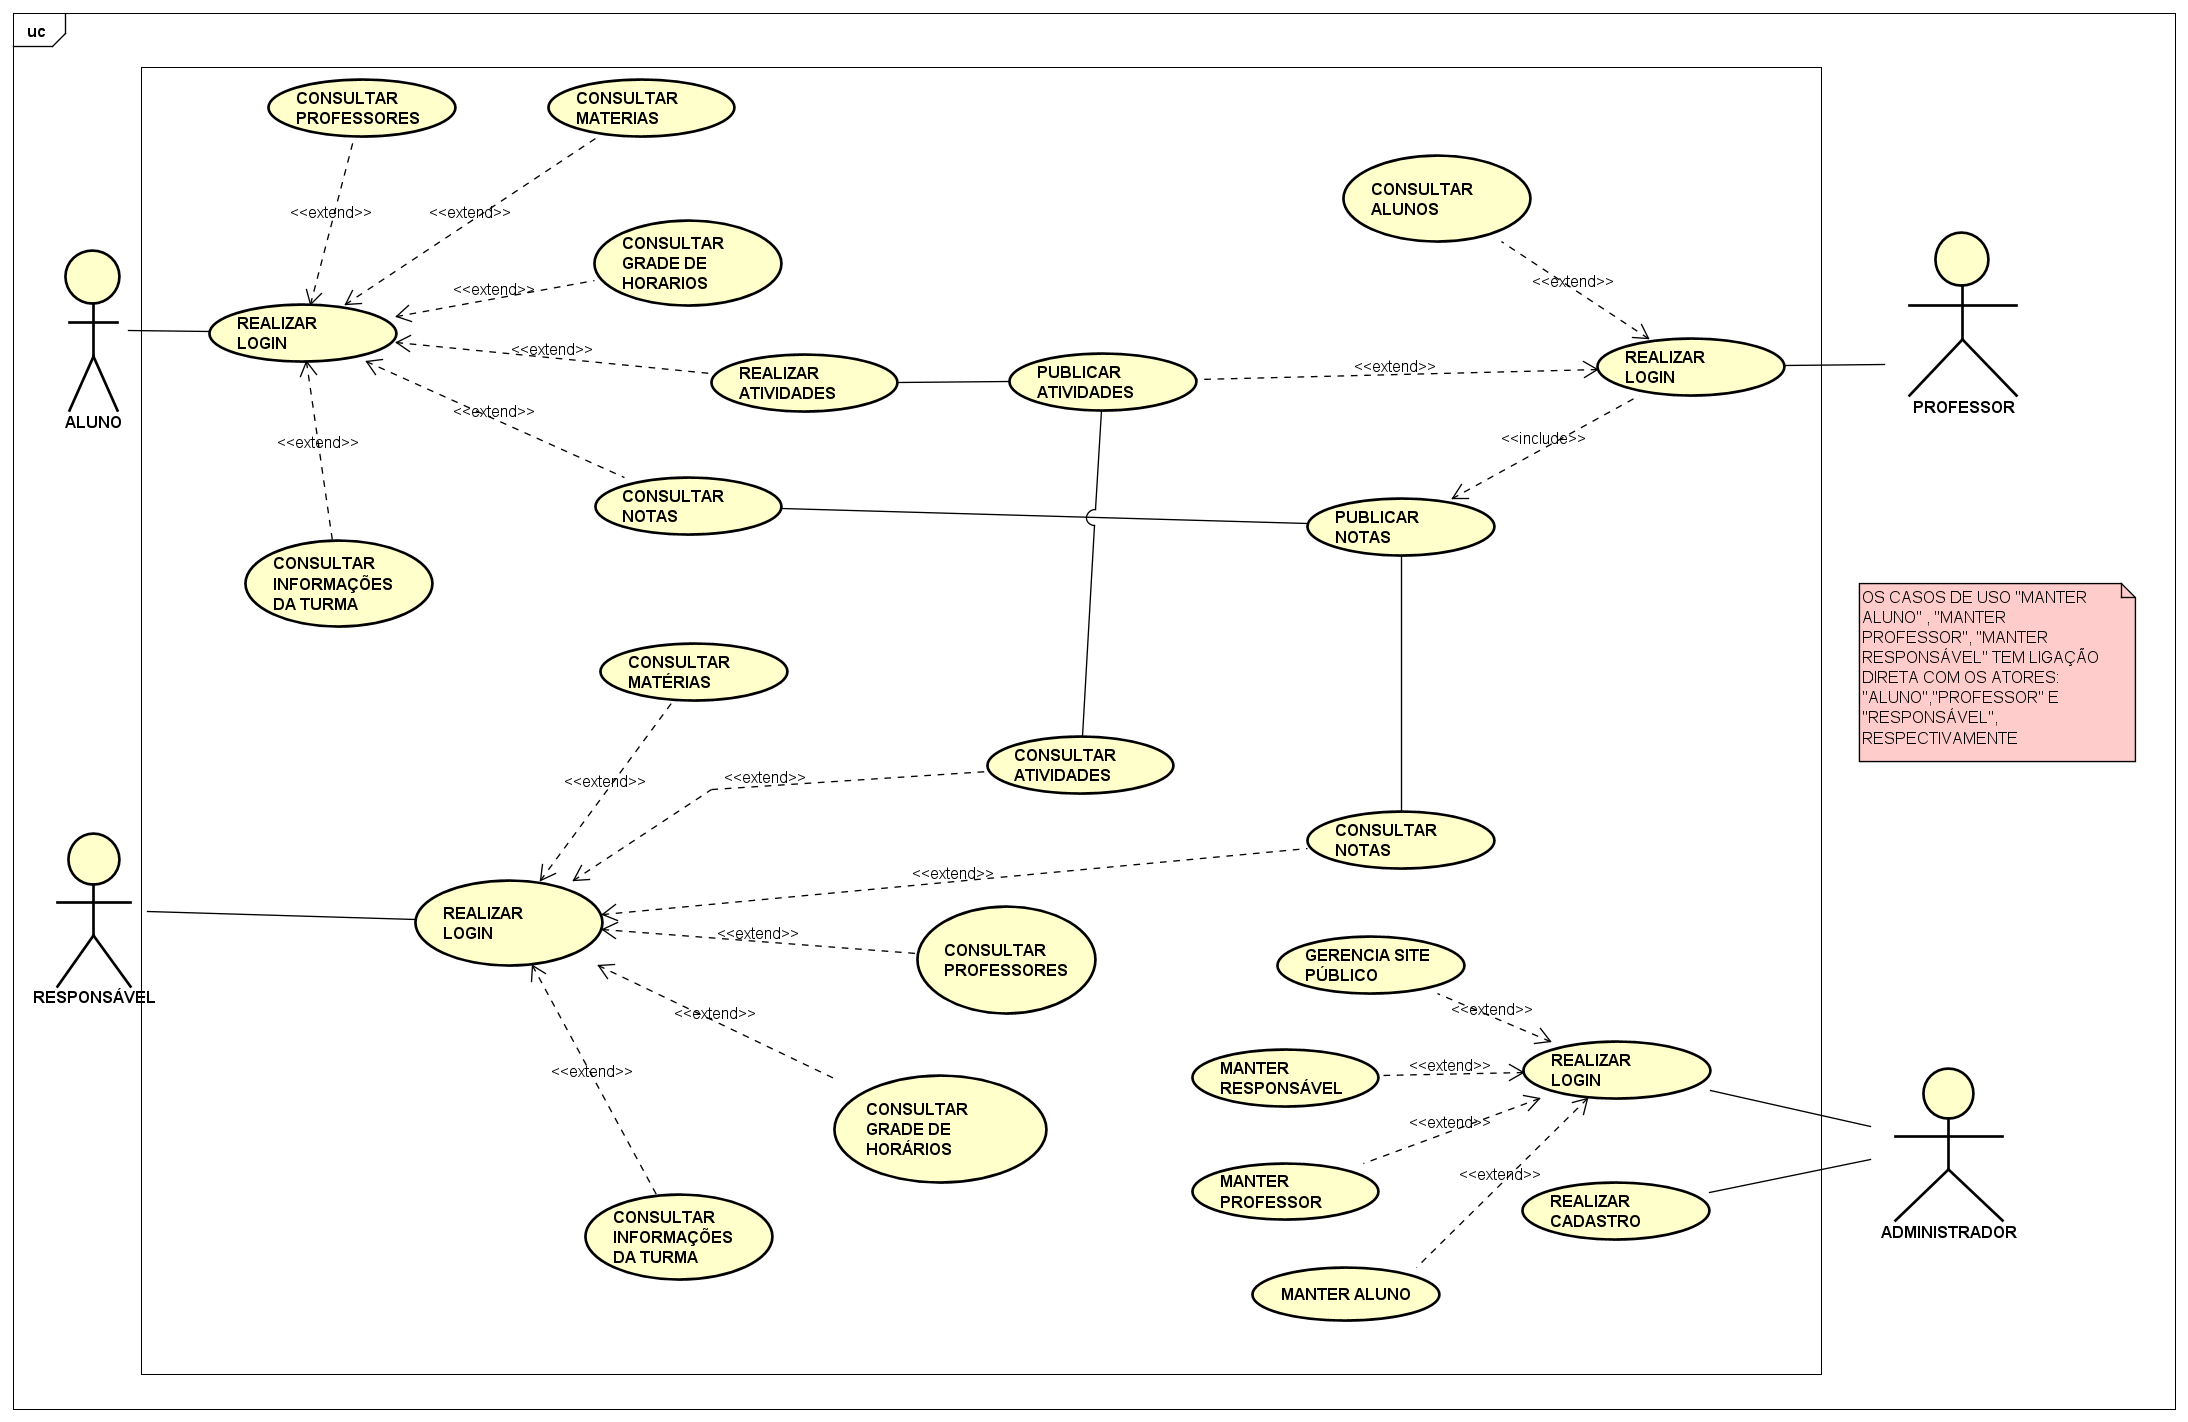 uc
CONSULTAR
PROFESSORES
CONSULTAR
MATERIAS
CONSULTAR
ALUNOS
<<extend>>
<<extend>>
CONSULTAR
GRADE DE
HORARIOS
<<extend>>
<<extend>>
REALIZAR
LOGIN
<<extend>>
REALIZAR
ATIVIDADES
PUBLICAR
ATIVIDADES
<<extend>>
REALIZAR
LOGIN
ALUNO
PROFESSOR
<<extend>>
<<extend>>
<<include>>
CONSULTAR
NOTAS
PUBLICAR
NOTAS
CONSULTAR
INFORMAÇÕES
DA TURMA
OS CASOS DE USO "MANTER
ALUNO" , "MANTER
PROFESSOR", "MANTER
RESPONSÁVEL" TEM LIGAÇÃO
DIRETA COM OS ATORES:
"ALUNO","PROFESSOR" E
"RESPONSÁVEL",
RESPECTIVAMENTE
CONSULTAR
MATÉRIAS
CONSULTAR
ATIVIDADES
<<extend>>
<<extend>>
CONSULTAR
NOTAS
<<extend>>
REALIZAR
LOGIN
<<extend>>
CONSULTAR
PROFESSORES
RESPONSÁVEL
GERENCIA SITE
PÚBLICO
<<extend>>
<<extend>>
<<extend>>
MANTER
RESPONSÁVEL
<<extend>>
REALIZAR
LOGIN
CONSULTAR
GRADE DE
HORÁRIOS
<<extend>>
<<extend>>
MANTER
PROFESSOR
REALIZAR
CADASTRO
ADMINISTRADOR
CONSULTAR
INFORMAÇÕES
DA TURMA
MANTER ALUNO